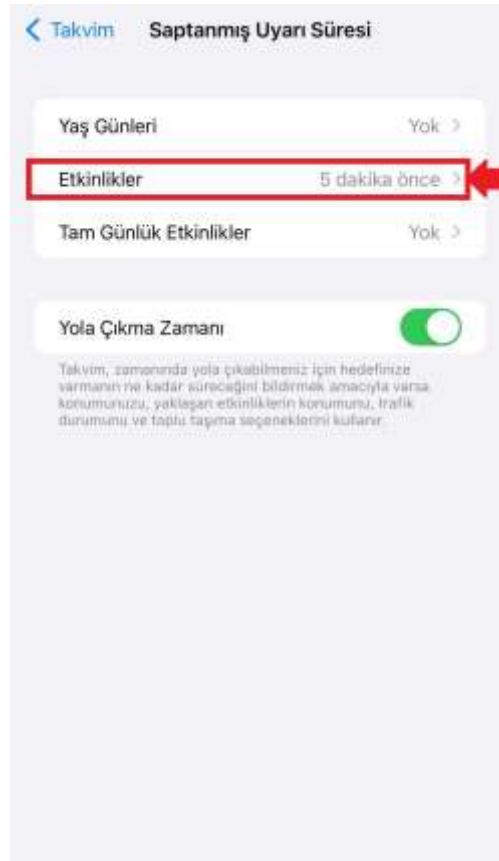 Takvim Saptanmış Uyarı Süresi
Yaş Günleri Yok
Etkinlikler 5 dakika önce
Tam Günlük Etkinlikler Yok
Yola Çıkma Zamanı
Takvim, zamanında yola çıkabilmeniz için hedefinize
varmanın ne kadar süreceğini bildirmek amacıyla varsa
konumunuzu, yaklaşan etkinliklerin konumunu, trafik
durumunu ve toplu taşıma seçeneklerini kullanır.